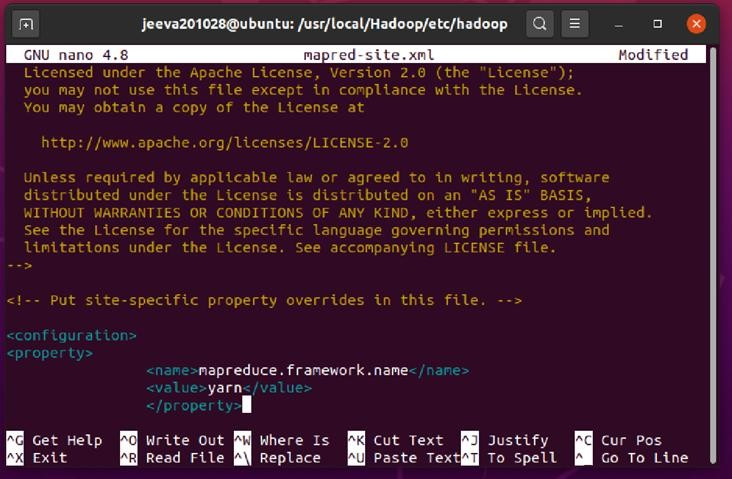 jeeva201028@ubuntu: /usr/local/Hadoop/etc/hadoop
GNU nano 4.8 mapred-site.xml Modified
Licensed under the Apache License, Version 2.0 (the "License");
you may not use this file except in compliance with the License.
You may obtain a copy of the License at
http://www.apache.org/licenses/LICENSE-2.0
Unless required by applicable law or agreed to in writing, software
distributed under the License is distributed on an "AS IS" BASIS,
WITHOUT WARRANTIES OR CONDITIONS OF ANY KIND, either express or implied.
See the License for the specific language governing permissions and
limitations under the License. See accompanying LICENSE file.
-->
<!-- Put site-specific property overrides in this file. -->
<configuration>
<property>
<name>mapreduce.framework.name</name>
<value>yarn</value>
</property>
^G Get Help ^O Write Out ^W Where Is ^K Cut Text ^J Justify ^C Cur Pos
^X Exit ^R Read File ^\ Replace ^U Paste Text ^T To Spell ^_ Go To Line